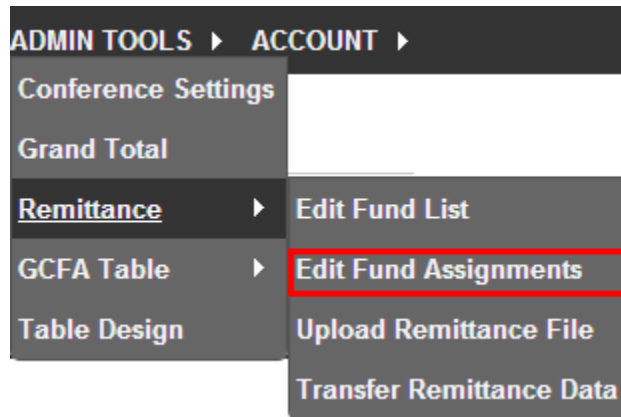 ADMIN TOOLS ACCOUNT
Conference Settings
Grand Total
Remittance
GCFA Table
Table Design
Edit Fund List
Edit Fund Assignments
Upload Remittance File
Transfer Remittance Data